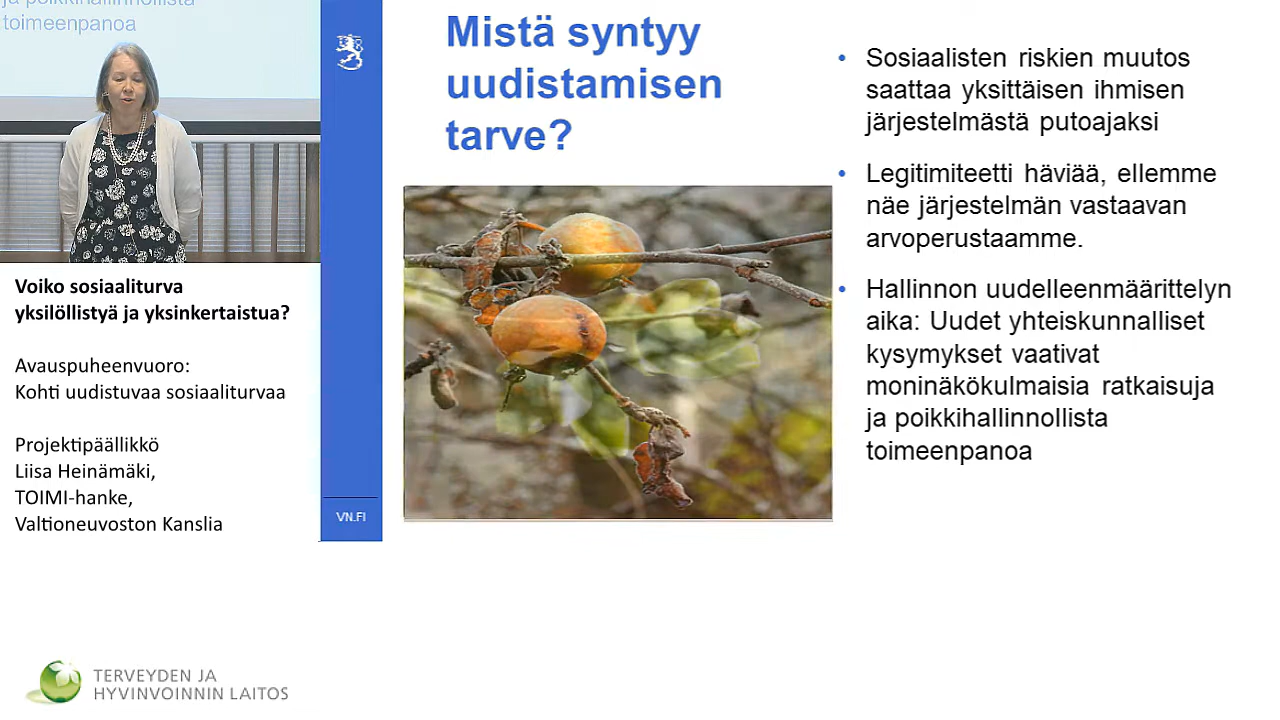 ja poikkihallinnollista
toimeenpanoa
Voiko sosiaaliturva
yksilöllistyä ja yksinkertaistua?
Avauspuheenvuoro:
Kohti uudistuvaa sosiaaliturvaa
Projektipäällikkö
Liisa Heinämäki,
TOIMI-hanke,
Valtioneuvoston Kanslia
TERVEYDEN JA
HYVINVOINNIN LAITOS
VN.FI
Mistä syntyy
uudistamisen
tarve?
• Sosiaalisten riskien muutos
saattaa yksittäisen ihmisen
järjestelmästä putoajaksi
• Legitimiteetti häviää, ellemme
näe järjestelmän vastaavan
arvoperustaamme.
• Hallinnon uudelleenmäärittelyn
aika: Uudet yhteiskunnalliset
kysymykset vaativat
moninäkökulmaisia ratkaisuja
ja poikkihallinnollista
toimeenpanoa